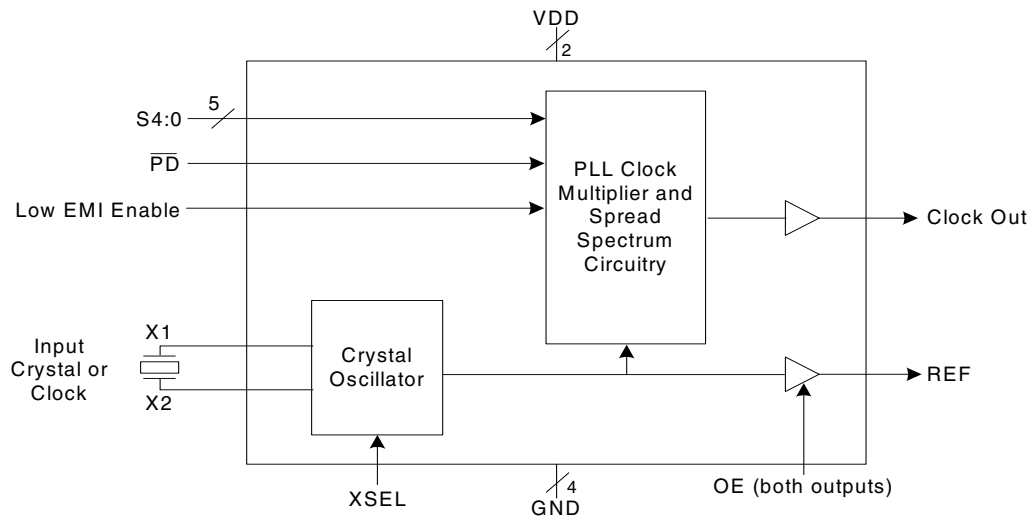 VDD
2
5
S4:0
PD
Low EMI Enable
PLL Clock
Multiplier and
Spread
Spectrum
Circuitry
Clock Out
X1
Input
Crystal or
Clock
X2
Crystal
Oscillator
REF
XSEL
4
GND
OE (both outputs)